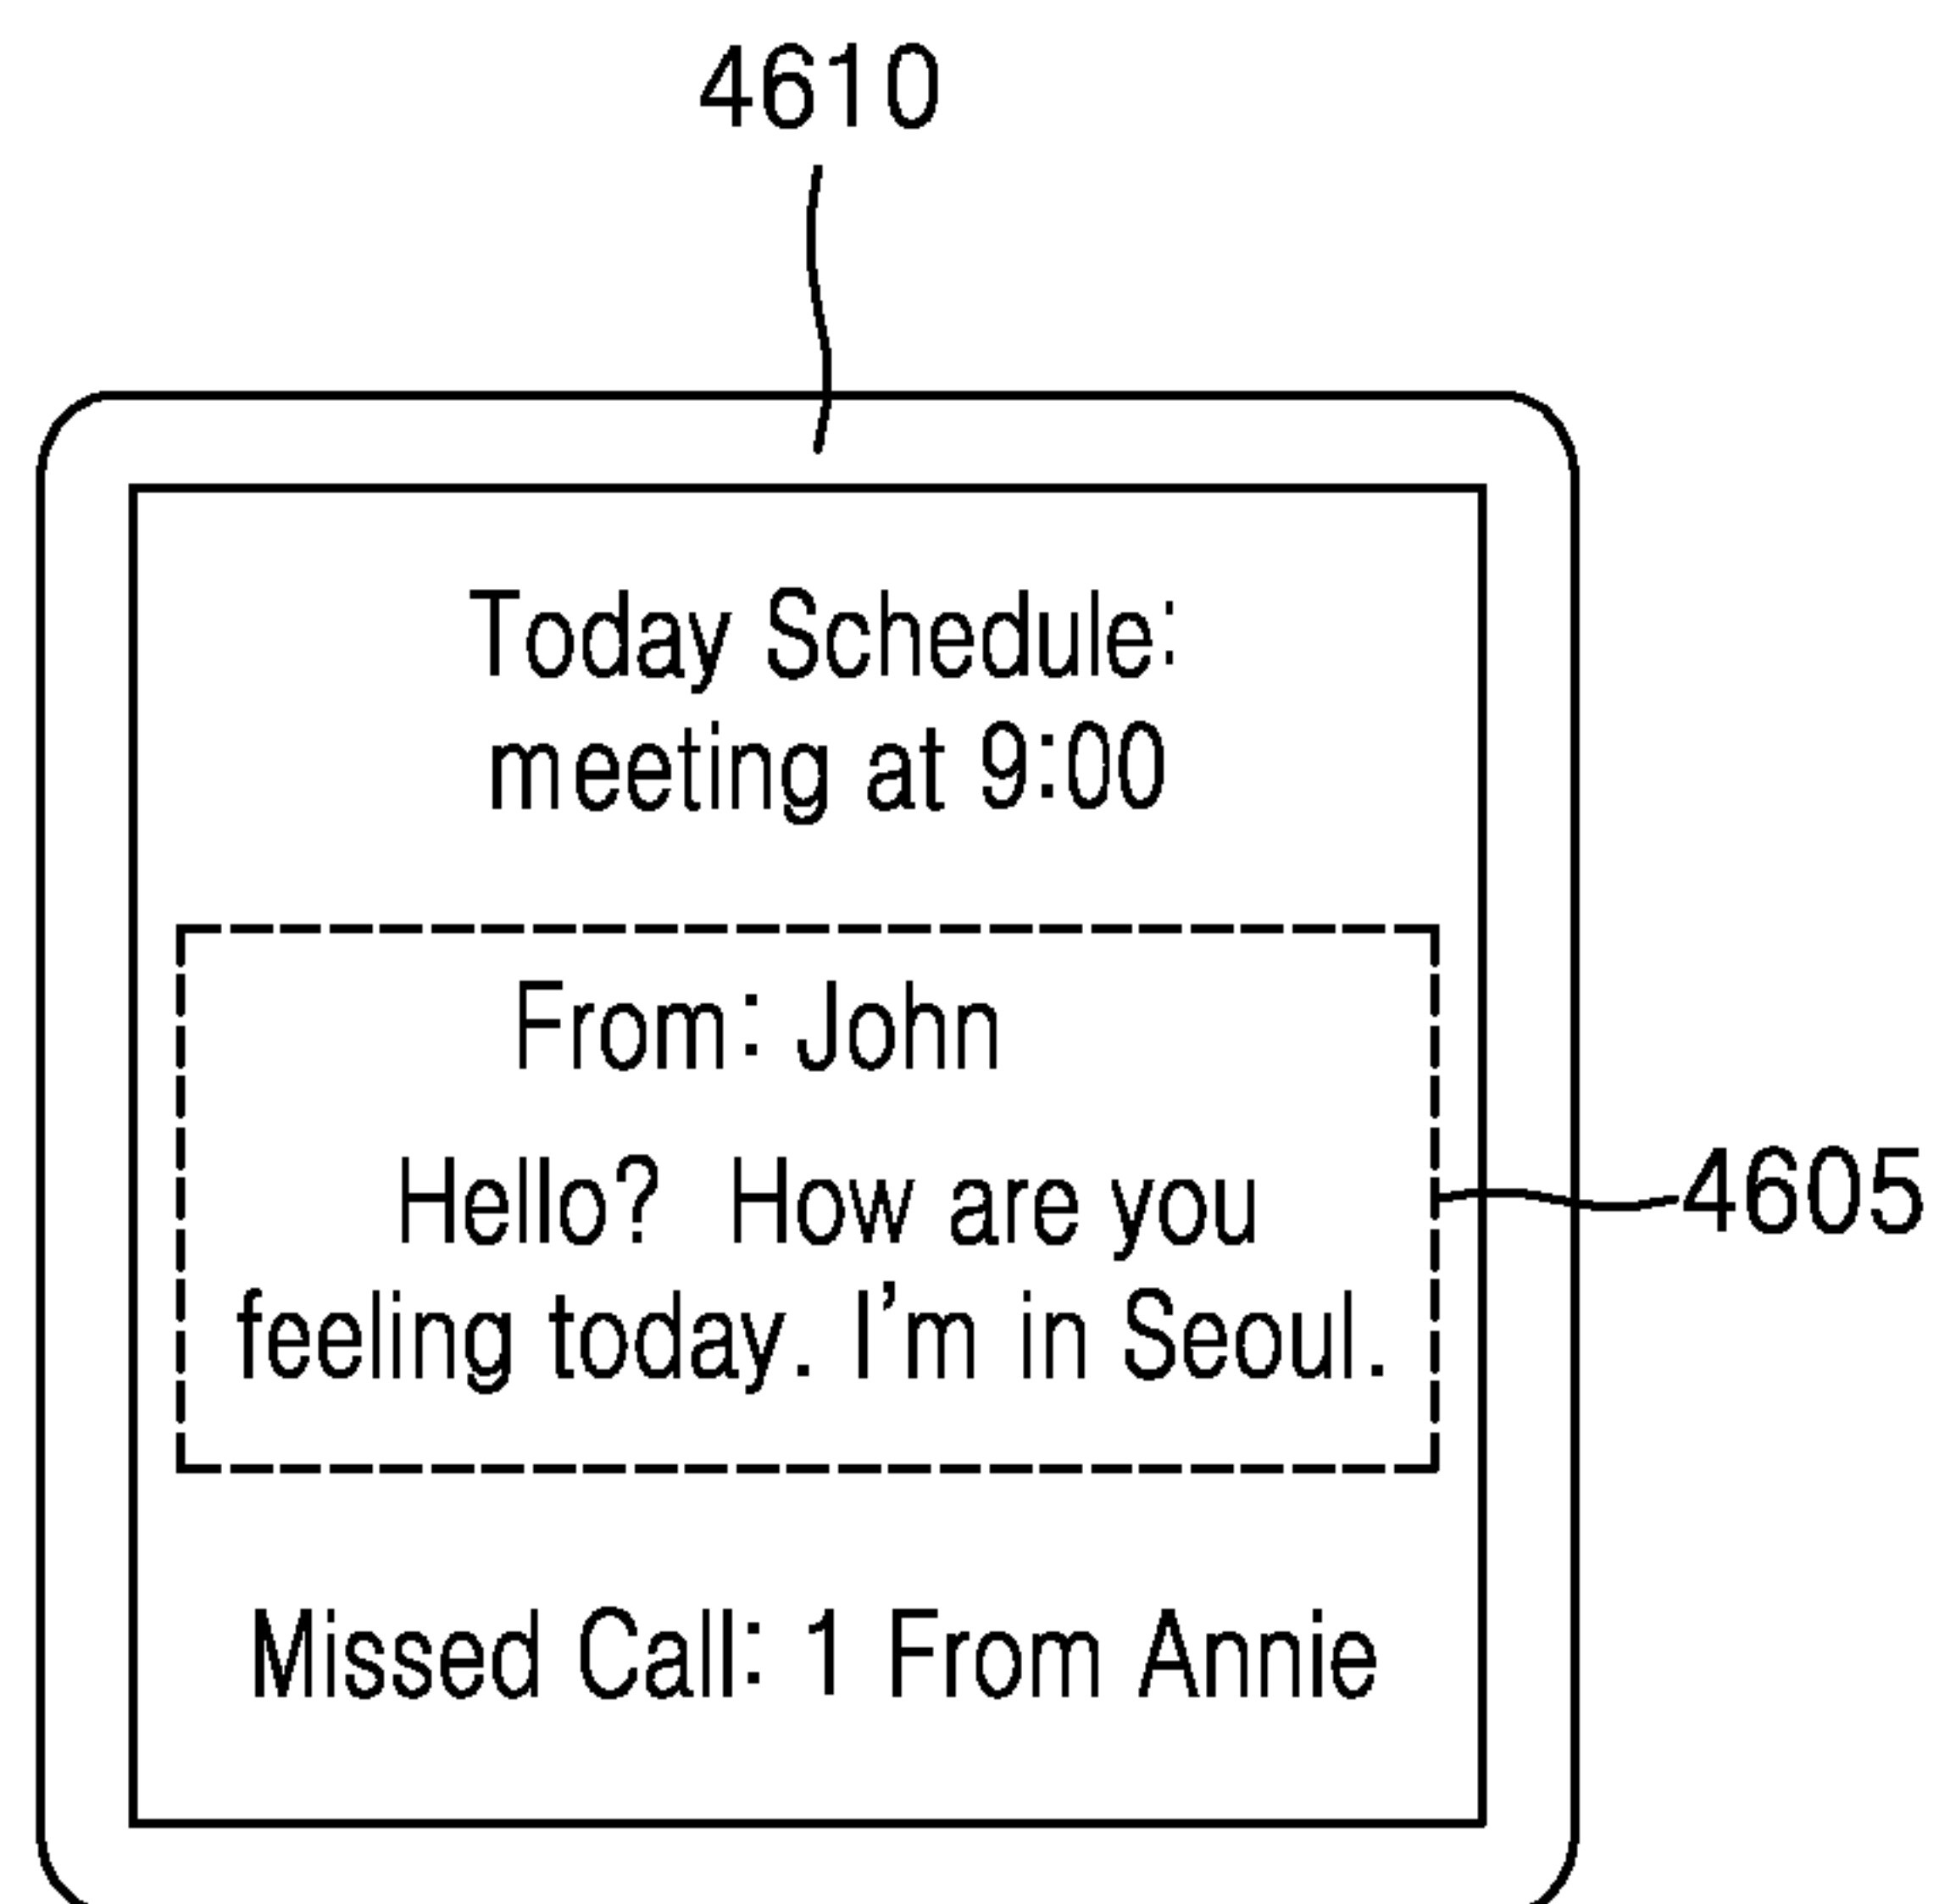 4610
Today Schedule:
meeting at 9:00
From: John
Hello?  How are you
feeling today. I'm in Seoul.
4605
Missed Call: 1 From Annie